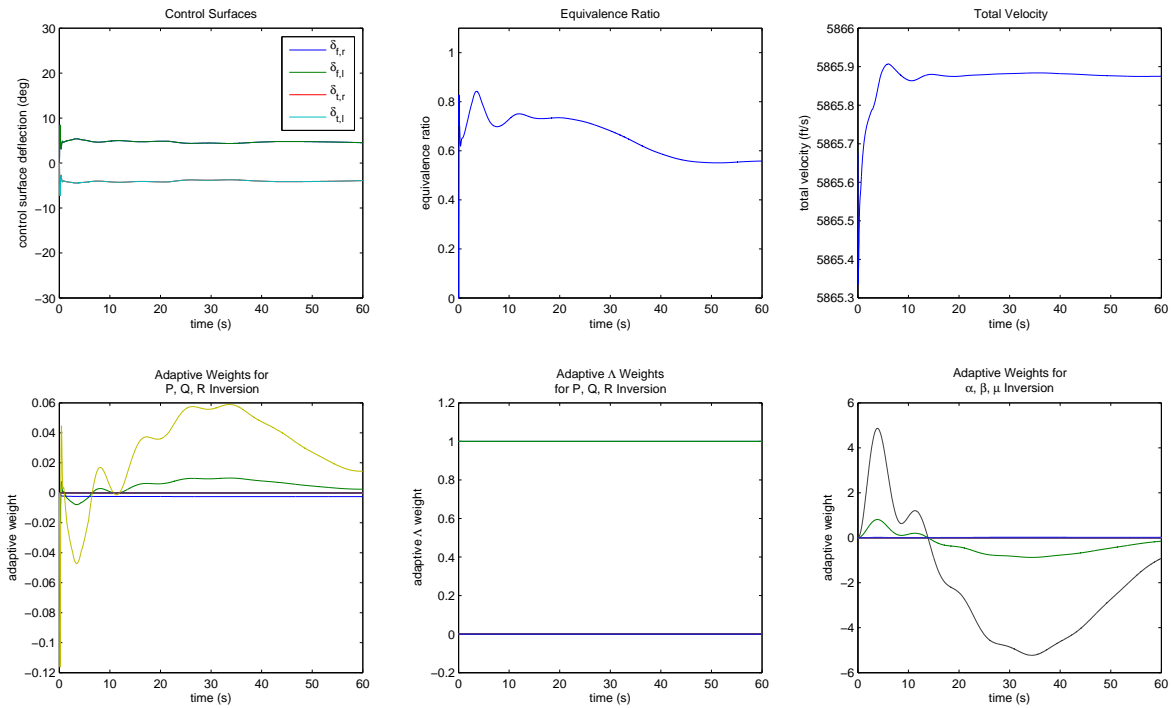 Control Surfaces
30
20
10
0
−10
−20
−30
control surface deflection (deg)
δf,r
δf,l
δt,r
δt,l
0 10 20 30 40 50 60
time (s)
Equivalence Ratio
1
0.8
0.6
0.4
0.2
0
equivalence ratio
0 10 20 30 40 50 60
time (s)
Total Velocity
5866
5865.9
5865.8
5865.7
5865.6
5865.5
5865.4
5865.3
total velocity (ft/s)
0 10 20 30 40 50 60
time (s)
Adaptive Weights for
P, Q, R Inversion
0.06
0.04
0.02
0
−0.02
−0.04
−0.06
−0.08
−0.1
−0.12
adaptive weight
0 10 20 30 40 50 60
time (s)
Adaptive Λ Weights
for P, Q, R Inversion
1.2
1
0.8
0.6
0.4
0.2
0
−0.2
adaptive Λ weight
0 10 20 30 40 50 60
time (s)
Adaptive Weights for
α, β, μ Inversion
6
4
2
0
−2
−4
−6
adaptive weight
0 10 20 30 40 50 60
time (s)